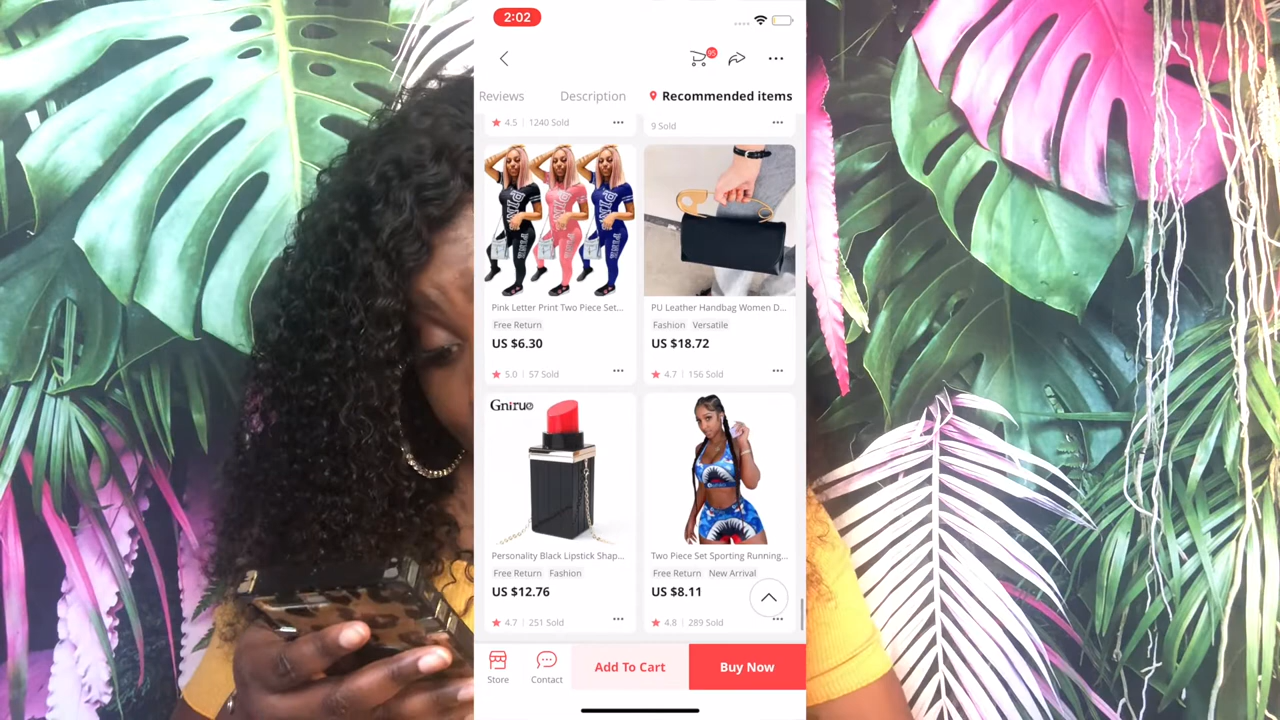 2:02
95
Reviews
Description
Recommended items
4.5 | 1240 Sold
9 Sold
PINK PINK PINK
Pink Letter Print Two Piece Set...
Free Return
US $6.30
5.0 | 57 Sold
PU Leather Handbag Women D...
Fashion Versatile
US $18.72
4.7 | 156 Sold
Gniruo
Personality Black Lipstick Shap...
Free Return Fashion
US $12.76
4.7 | 251 Sold
Two Piece Set Sporting Running...
Free Return New Arrival
US $8.11
4.8 | 289 Sold
Store
Contact
Add To Cart
Buy Now